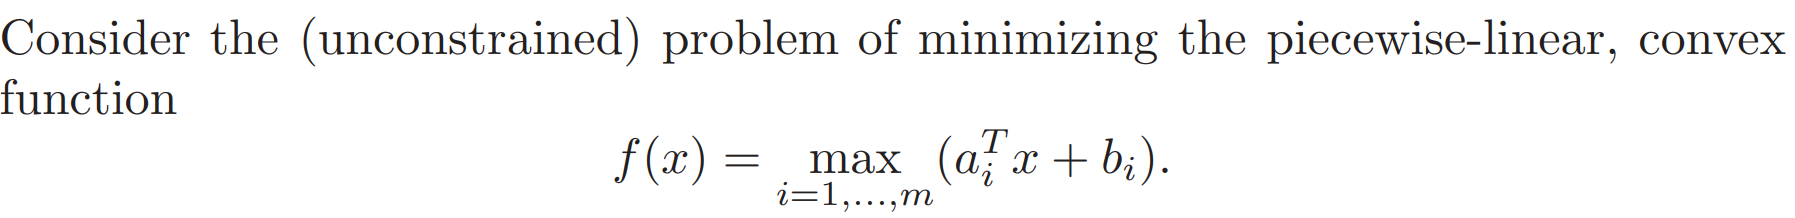 Consider the (unconstrained) problem of minimizing the piecewise-linear, convex
function
f(x) = max_{i=1,...,m} (a_i^T x + b_i).